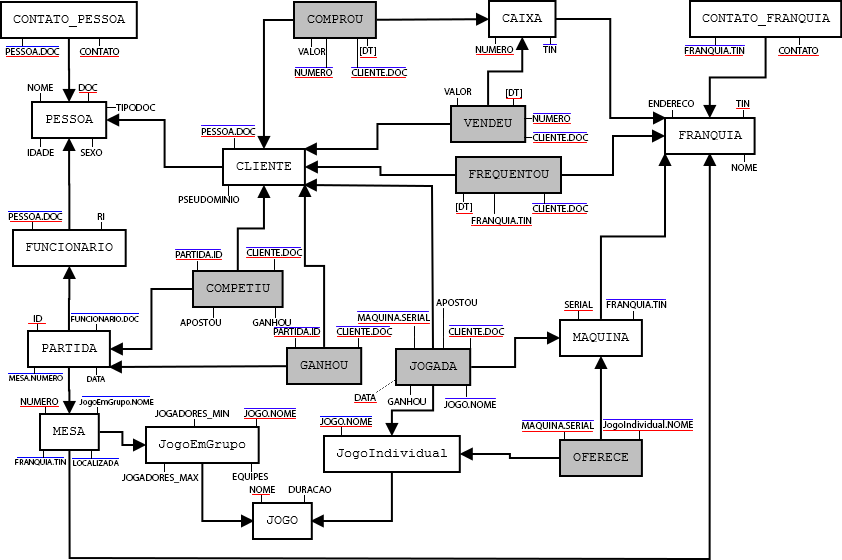 CONTATO_PESSOA
COMPROU
CAIXA
CONTATO_FRANQUIA
PESSOA.DOC
CONTATO
VALOR
[DT]
NUMERO
TIN
FRANQUIA.TIN
CONTATO
NUMERO
CLIENTE.DOC
NOME
DOC
VALOR
[DT]
ENDERECO
TIN
TIPODOC
PESSOA
VENDEU
NUMERO
FRANQUIA
PESSOA.DOC
CLIENTE.DOC
IDADE
SEXO
CLIENTE
FREQUENTOU
NOME
PSEUDOMINIO
[DT]
CLIENTE.DOC
PESSOA.DOC
RI
FRANQUIA.TIN
FUNCIONARIO
PARTIDA.ID
CLIENTE.DOC
COMPETIU
APOSTOU
SERIAL
FRANQUIA.TIN
ID
FUNCIONARIO.DOC
APOSTOU
GANHOU
MAQUINA.SERIAL
PARTIDA.ID
CLIENTE.DOC
CLIENTE.DOC
PARTIDA
MAQUINA
GANHOU
JOGADA
MESA.NUMERO
DATA
DATA
GANHOU
NUMERO
JogoEmGrupo.NOME
JOGO.NOME
JOGADORES_MIN
JOGO.NOME
JOGO.NOME
MAQUINA.SERIAL
JogoIndividual.NOME
MESA
JogoEmGrupo
JogoIndividual
OFERECE
FRANQUIA.TIN
LOCALIZADA
JOGADORES_MAX
EQUIPES
NOME
DURACAO
JOGO